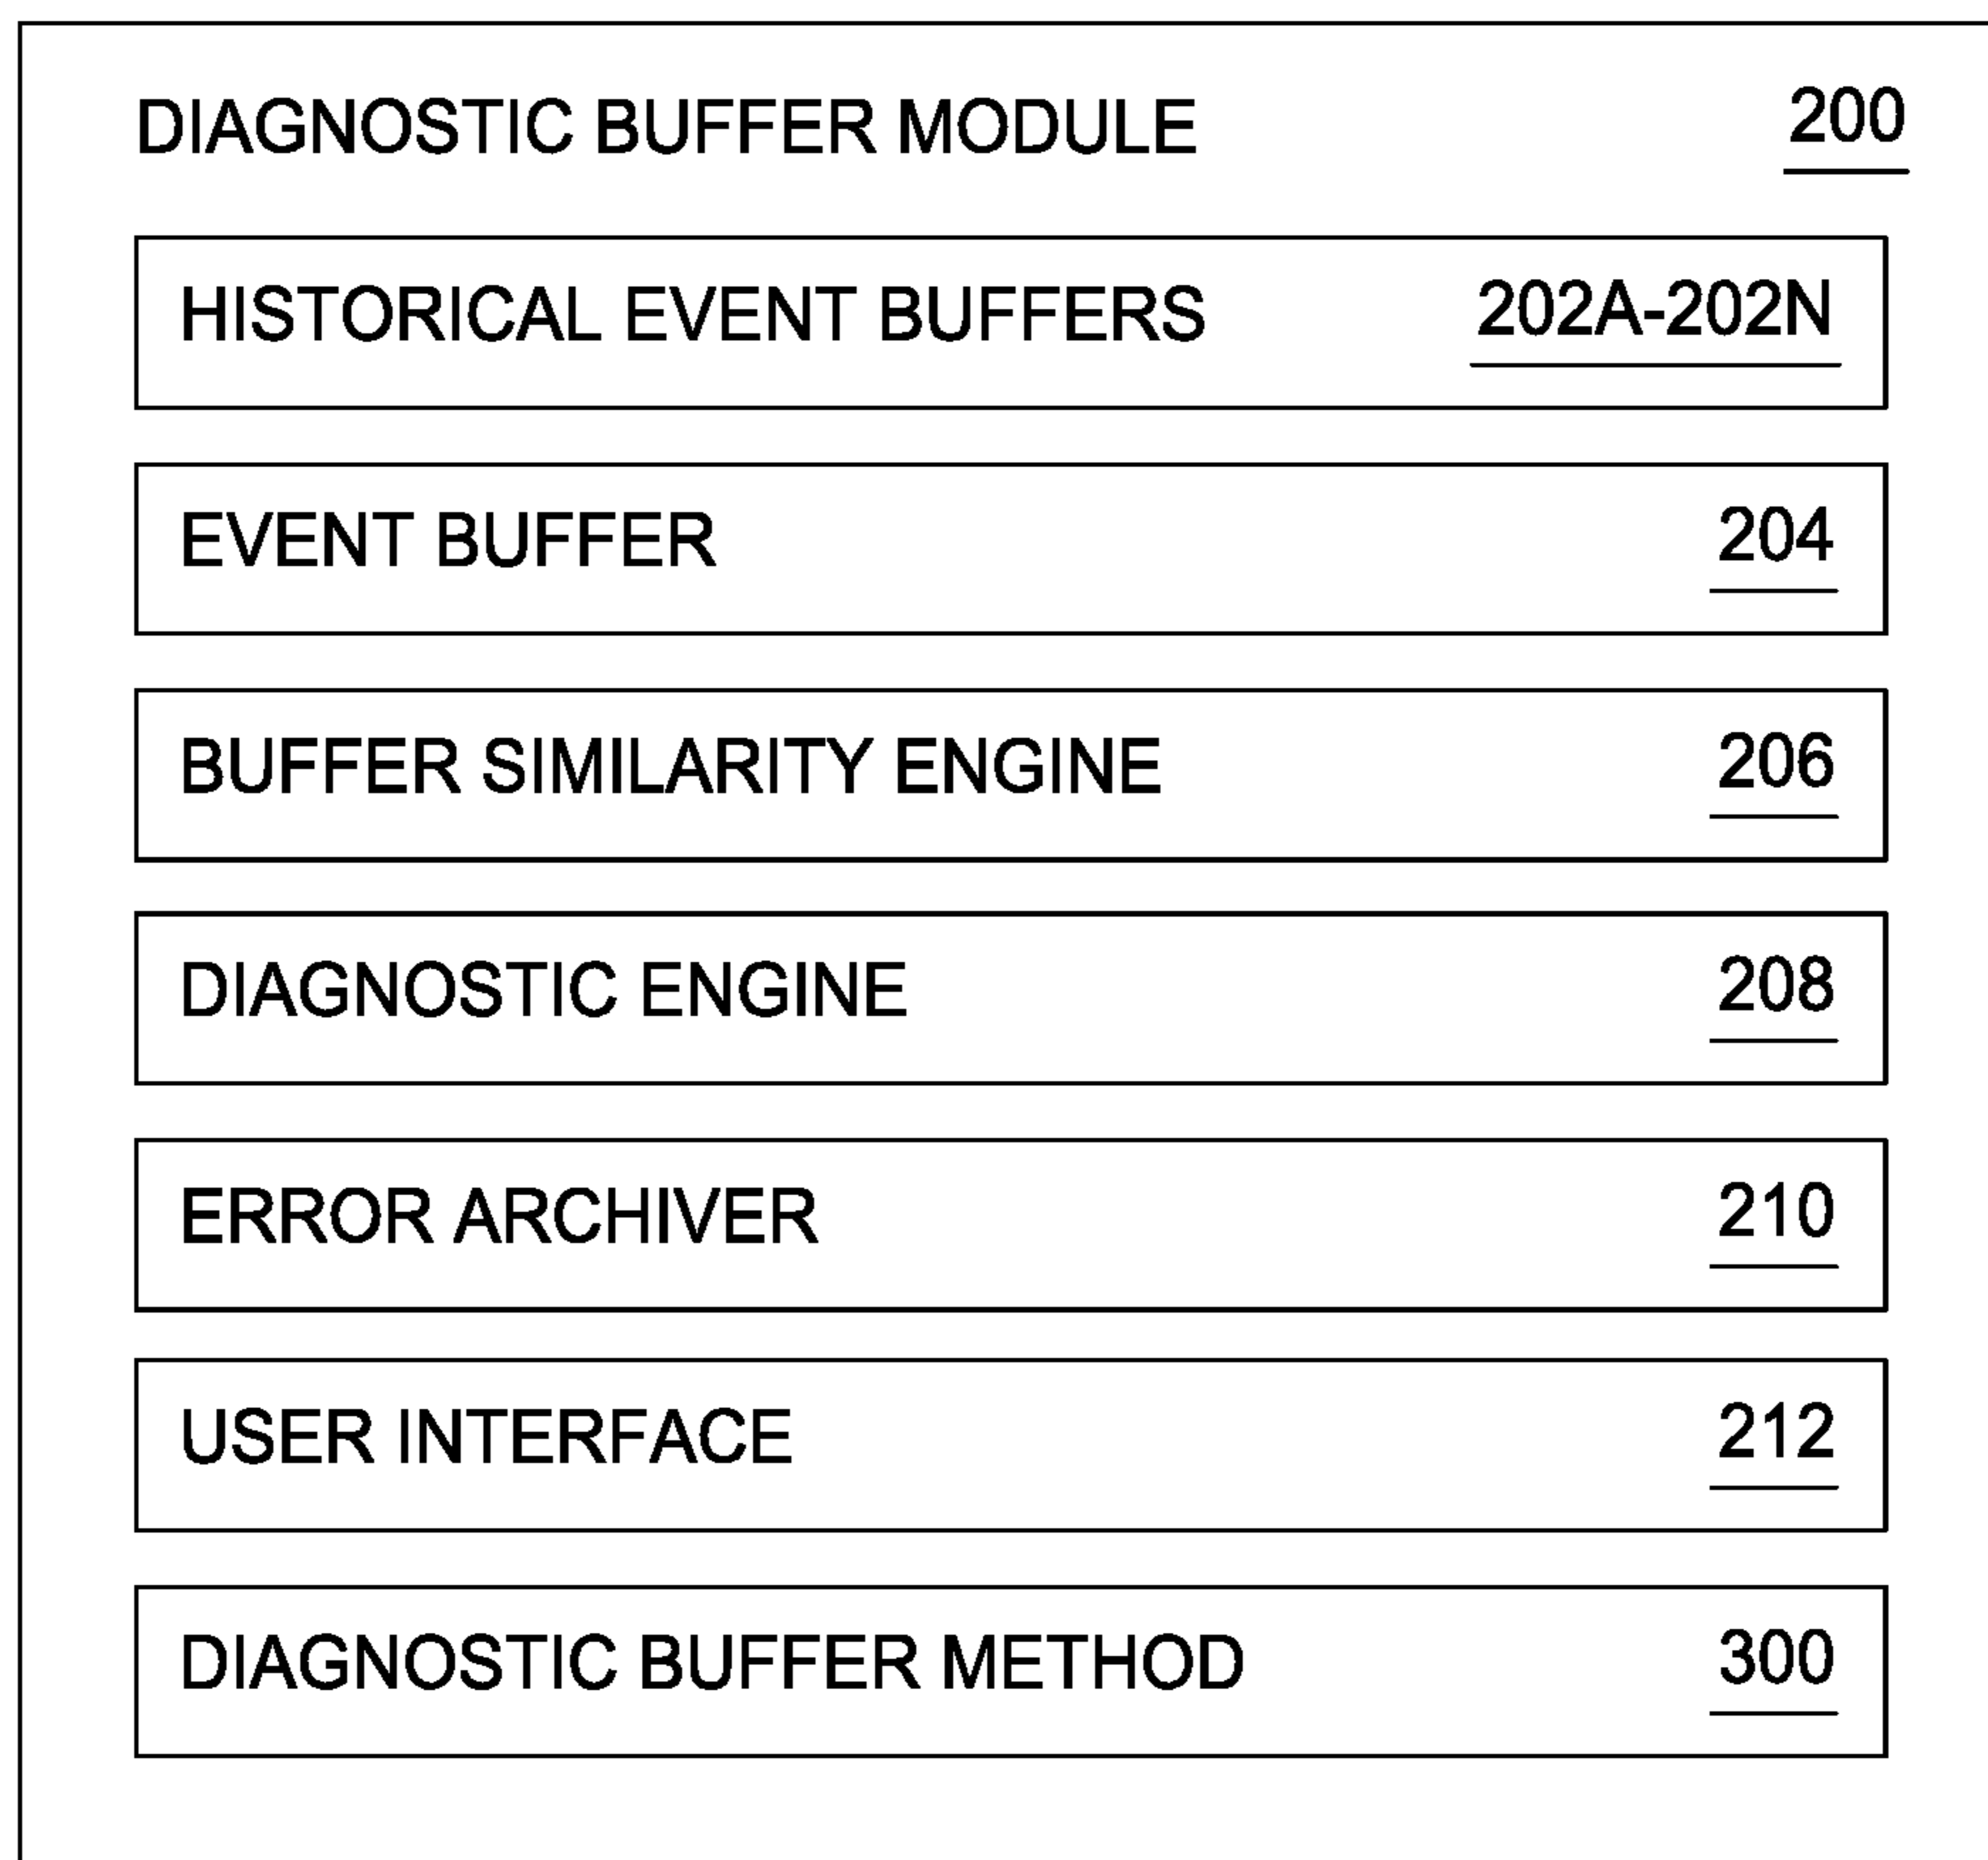 DIAGNOSTIC BUFFER MODULE 200
HISTORICAL EVENT BUFFERS 202A-202N
EVENT BUFFER 204
BUFFER SIMILARITY ENGINE 206
DIAGNOSTIC ENGINE 208
ERROR ARCHIVER 210
USER INTERFACE 212
DIAGNOSTIC BUFFER METHOD 300